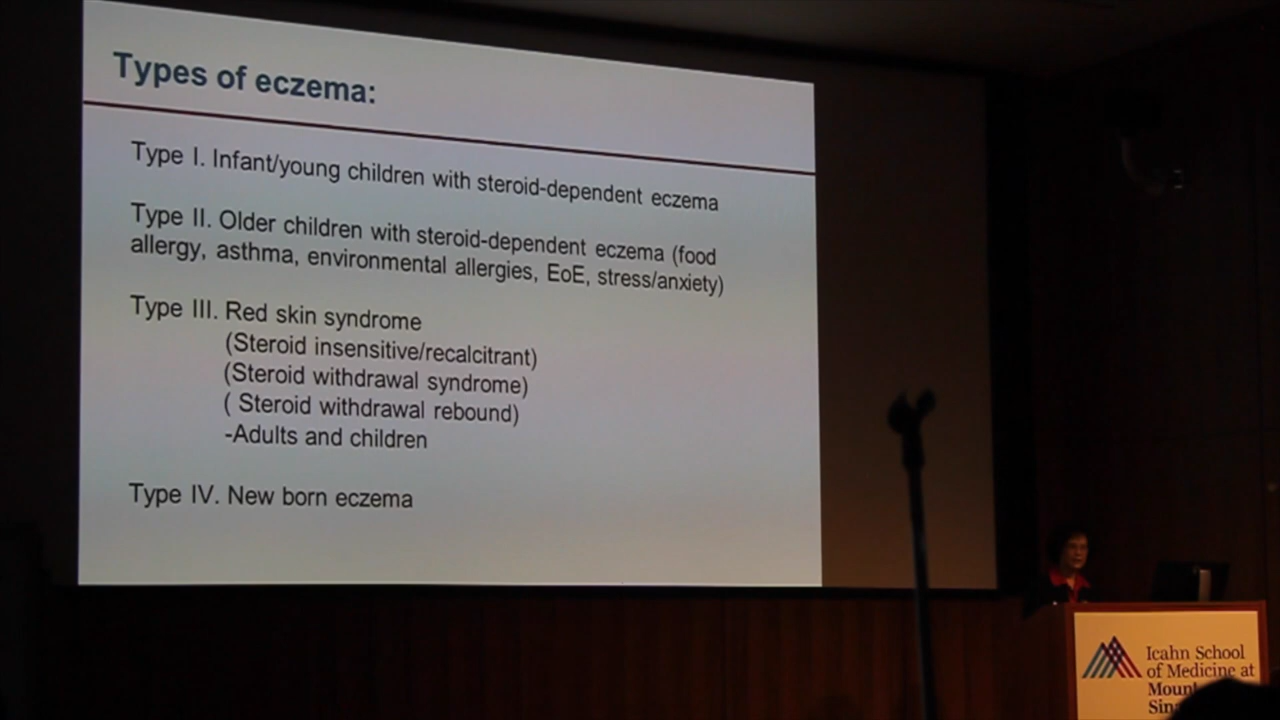 Types of eczema:
Type I. Infant/young children with steroid-dependent eczema
Type II. Older children with steroid-dependent eczema (food
allergy, asthma, environmental allergies, EoE, stress/anxiety)
Type III. Red skin syndrome
(Steroid insensitive/recalcitrant)
(Steroid withdrawal syndrome)
( Steroid withdrawal rebound)
-Adults and children
Type IV. New born eczema
Icahn School
of Medicine at